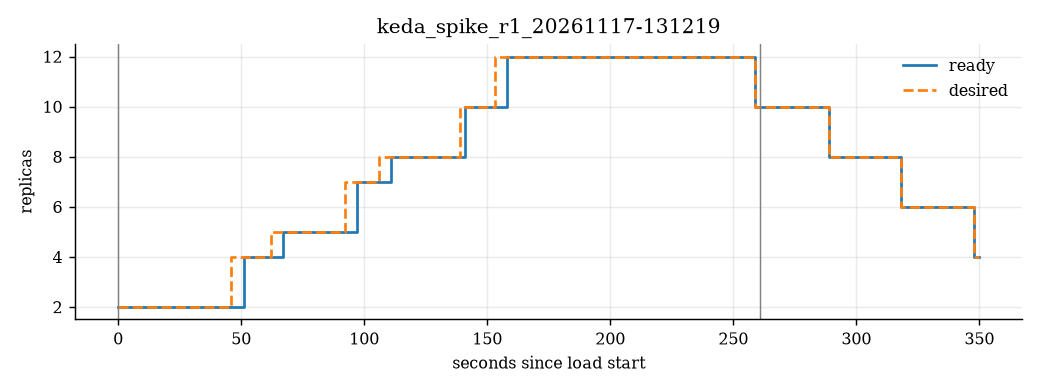 keda_spike_r1_20261117-131219
replicas
12
10
8
6
4
2
ready
desired
0 50 100 150 200 250 300 350
seconds since load start